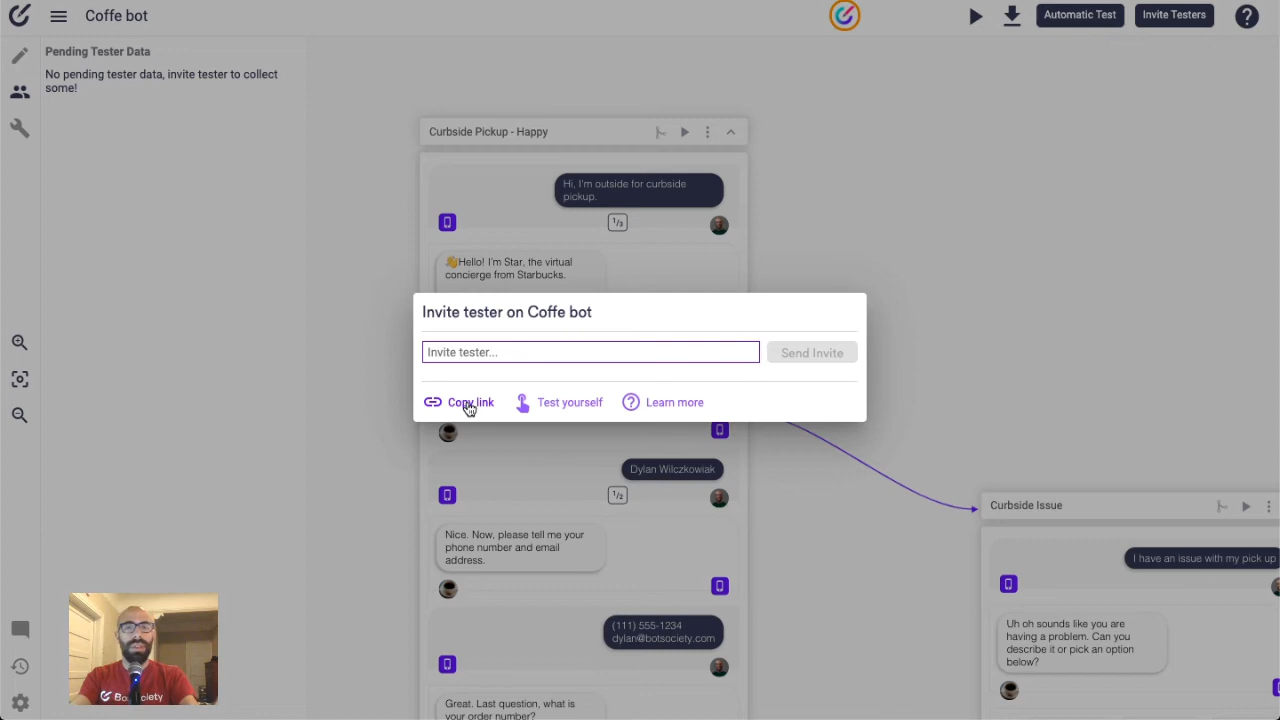 Coffe bot
Automatic Test
Invite Testers
Pending Tester Data
No pending tester data, invite tester to collect
some!
Curbside Pickup - Happy
Hi, I'm outside for curbside
pickup.
1/3
👋Hello! I'm Star, the virtual
concierge from Starbucks.
Invite tester on Coffe bot
Invite tester...
Send Invite
Copy link
Test yourself
Learn more
Dylan Wilczkowiak
1/2
Nice. Now, please tell me your
phone number and email
address.
(111) 555-1234
dylan@botsociety.com
Great. Last question, what is
your order number?
Curbside Issue
I have an issue with my pick up
Uh oh sounds like you are
having a problem. Can you
describe it or pick an option
below?
Botsociety